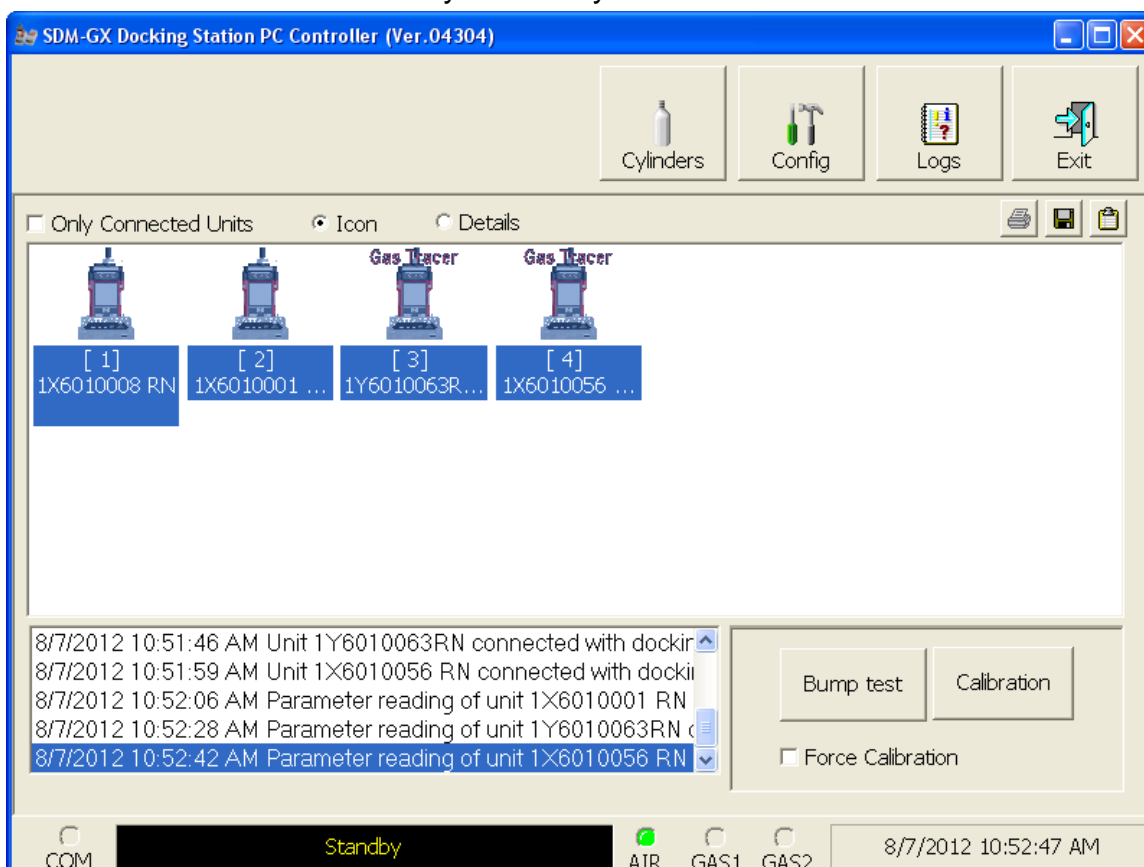 SDM-GX Docking Station PC Controller (Ver.04304)
Cylinders
Config
Logs
Exit
Only Connected Units
Icon
Details
Gas Tracer
Gas Tracer
[ 1]
1X6010008 RN
[ 2]
1X6010001 ...
[ 3]
1Y6010063R...
[ 4]
1X6010056 ...
8/7/2012 10:51:46 AM Unit 1Y6010063RN connected with dockin
8/7/2012 10:51:59 AM Unit 1X6010056 RN connected with docki
8/7/2012 10:52:06 AM Parameter reading of unit 1X6010001 RN
8/7/2012 10:52:28 AM Parameter reading of unit 1Y6010063RN
8/7/2012 10:52:42 AM Parameter reading of unit 1X6010056 RN
Bump test
Calibration
Force Calibration
COM
Standby
AIR
GAS1
GAS2
8/7/2012 10:52:47 AM